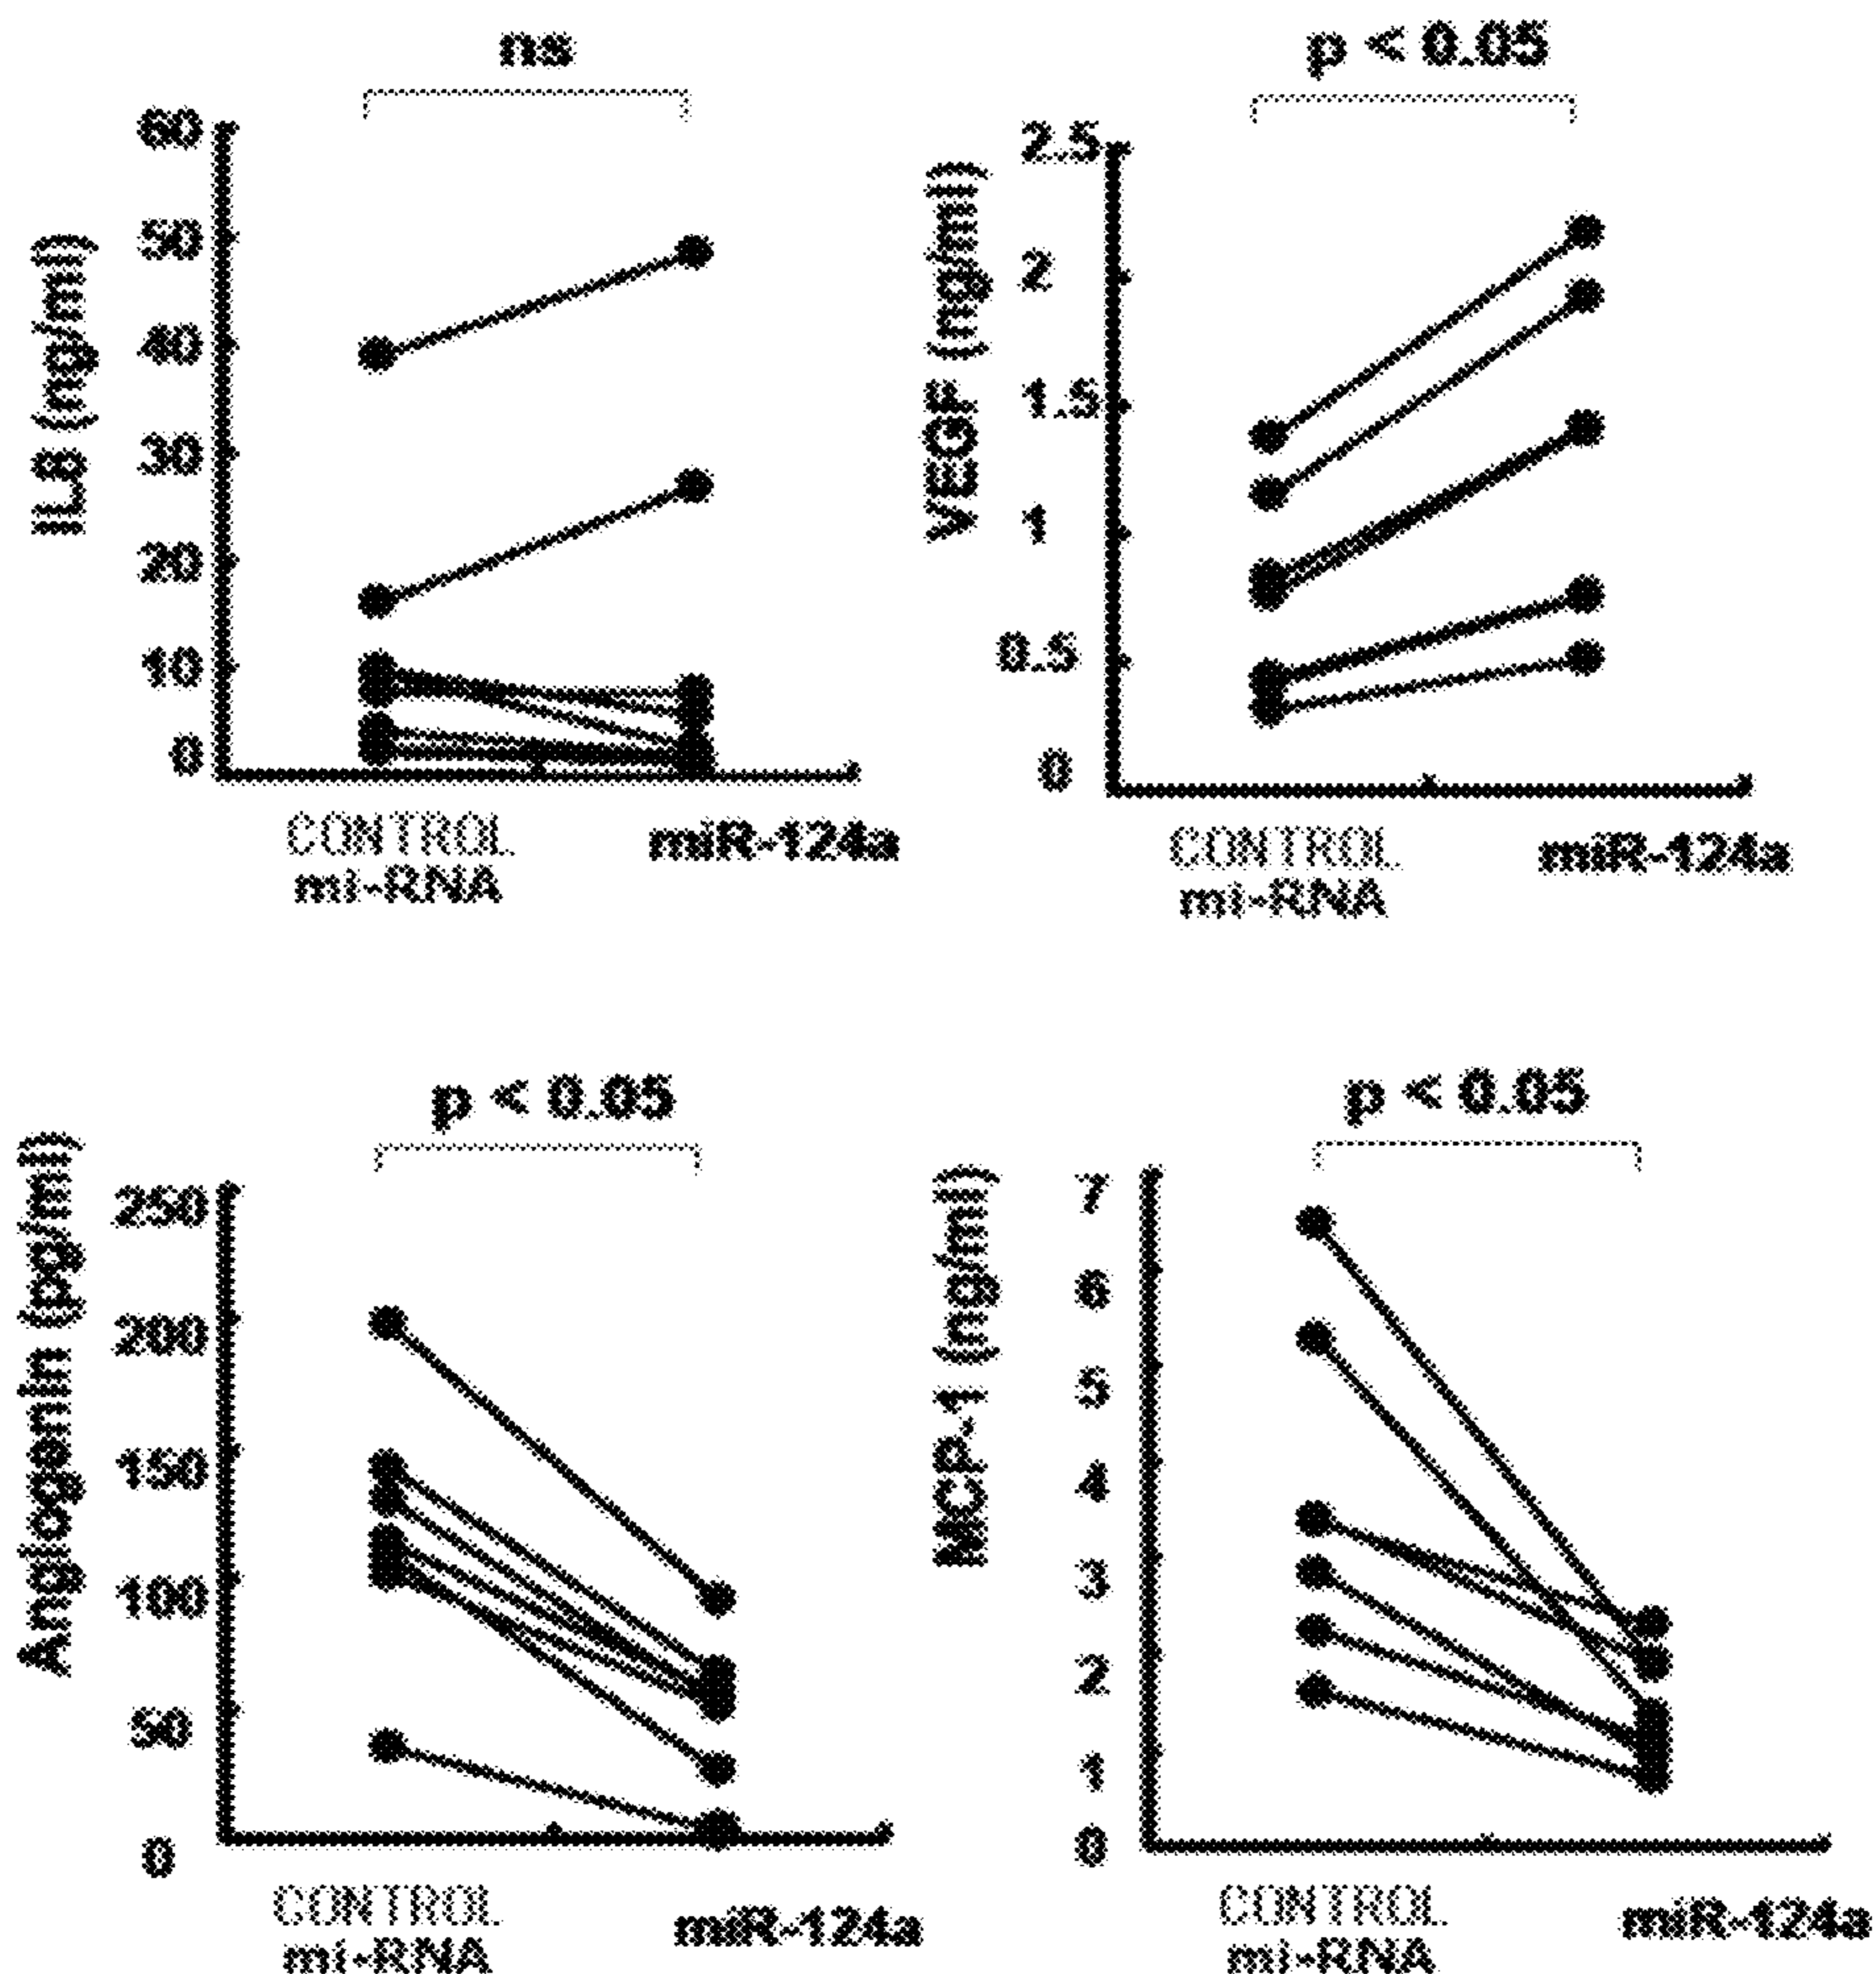 ns
60
50
40
30
20
10
0
IL8 (ng/ml)
CONTROL
mi-RNA
miR-124a
p < 0.05
2.5
2
1.5
1
0.5
0
VEGF (ng/ml)
CONTROL
mi-RNA
miR-124a
p < 0.05
250
200
150
100
50
0
Angiogenin (pg/ml)
CONTROL
mi-RNA
miR-124a
p < 0.05
7
6
5
4
3
2
1
0
MCP-1 (ng/ml)
CONTROL
mi-RNA
miR-124a